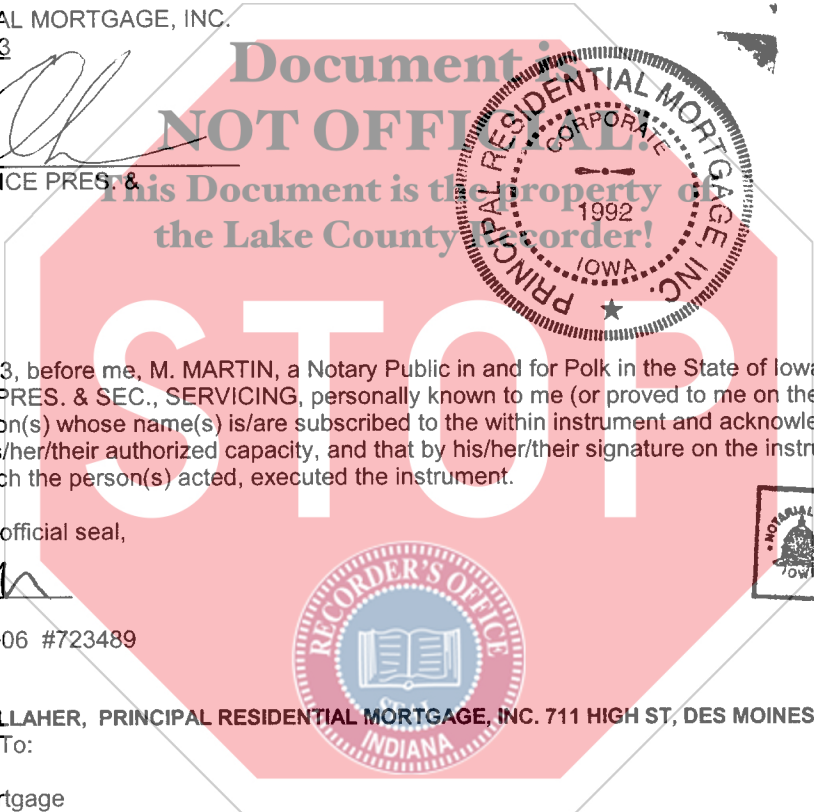 AL MORTGAGE, INC.
3
Document is
NOT OFFICIAL!
ICE PRES. &
This Document is the property of
the Lake County Recorder!
PRINCIPAL RESIDENTIAL MORTGAGE, INC.
CORPORATE
1992
IOWA
STOP
3, before me, M. MARTIN, a Notary Public in and for Polk in the State of Iowa
PRES. & SEC., SERVICING, personally known to me (or proved to me on the
on(s) whose name(s) is/are subscribed to the within instrument and acknowle
s/her/their authorized capacity, and that by his/her/their signature on the instru
ch the person(s) acted, executed the instrument.
official seal,
NOTARIAL
IOW
RECORDER'S OFFICE
SEAL
INDIANA
06 #723489
LLAHER, PRINCIPAL RESIDENTIAL MORTGAGE, INC. 711 HIGH ST, DES MOINES
To:
rtgage